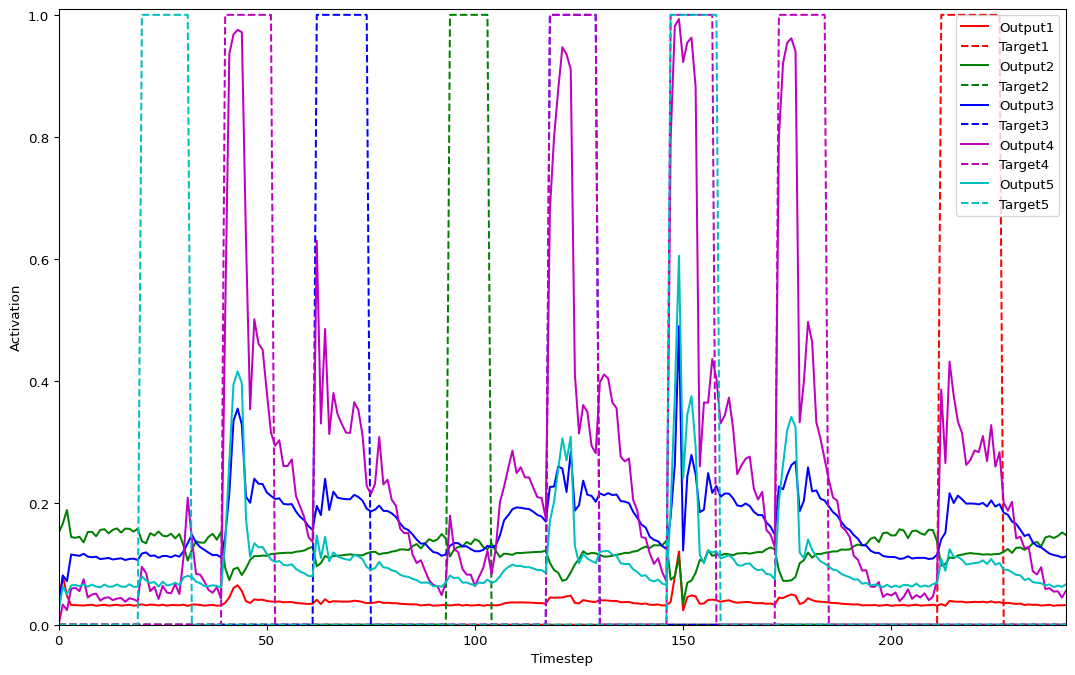 1.0
0.8
0.6
0.4
0.2
0.0
Activation
0
50
100
150
200
Timestep
Output1
Target1
Output2
Target2
Output3
Target3
Output4
Target4
Output5
Target5